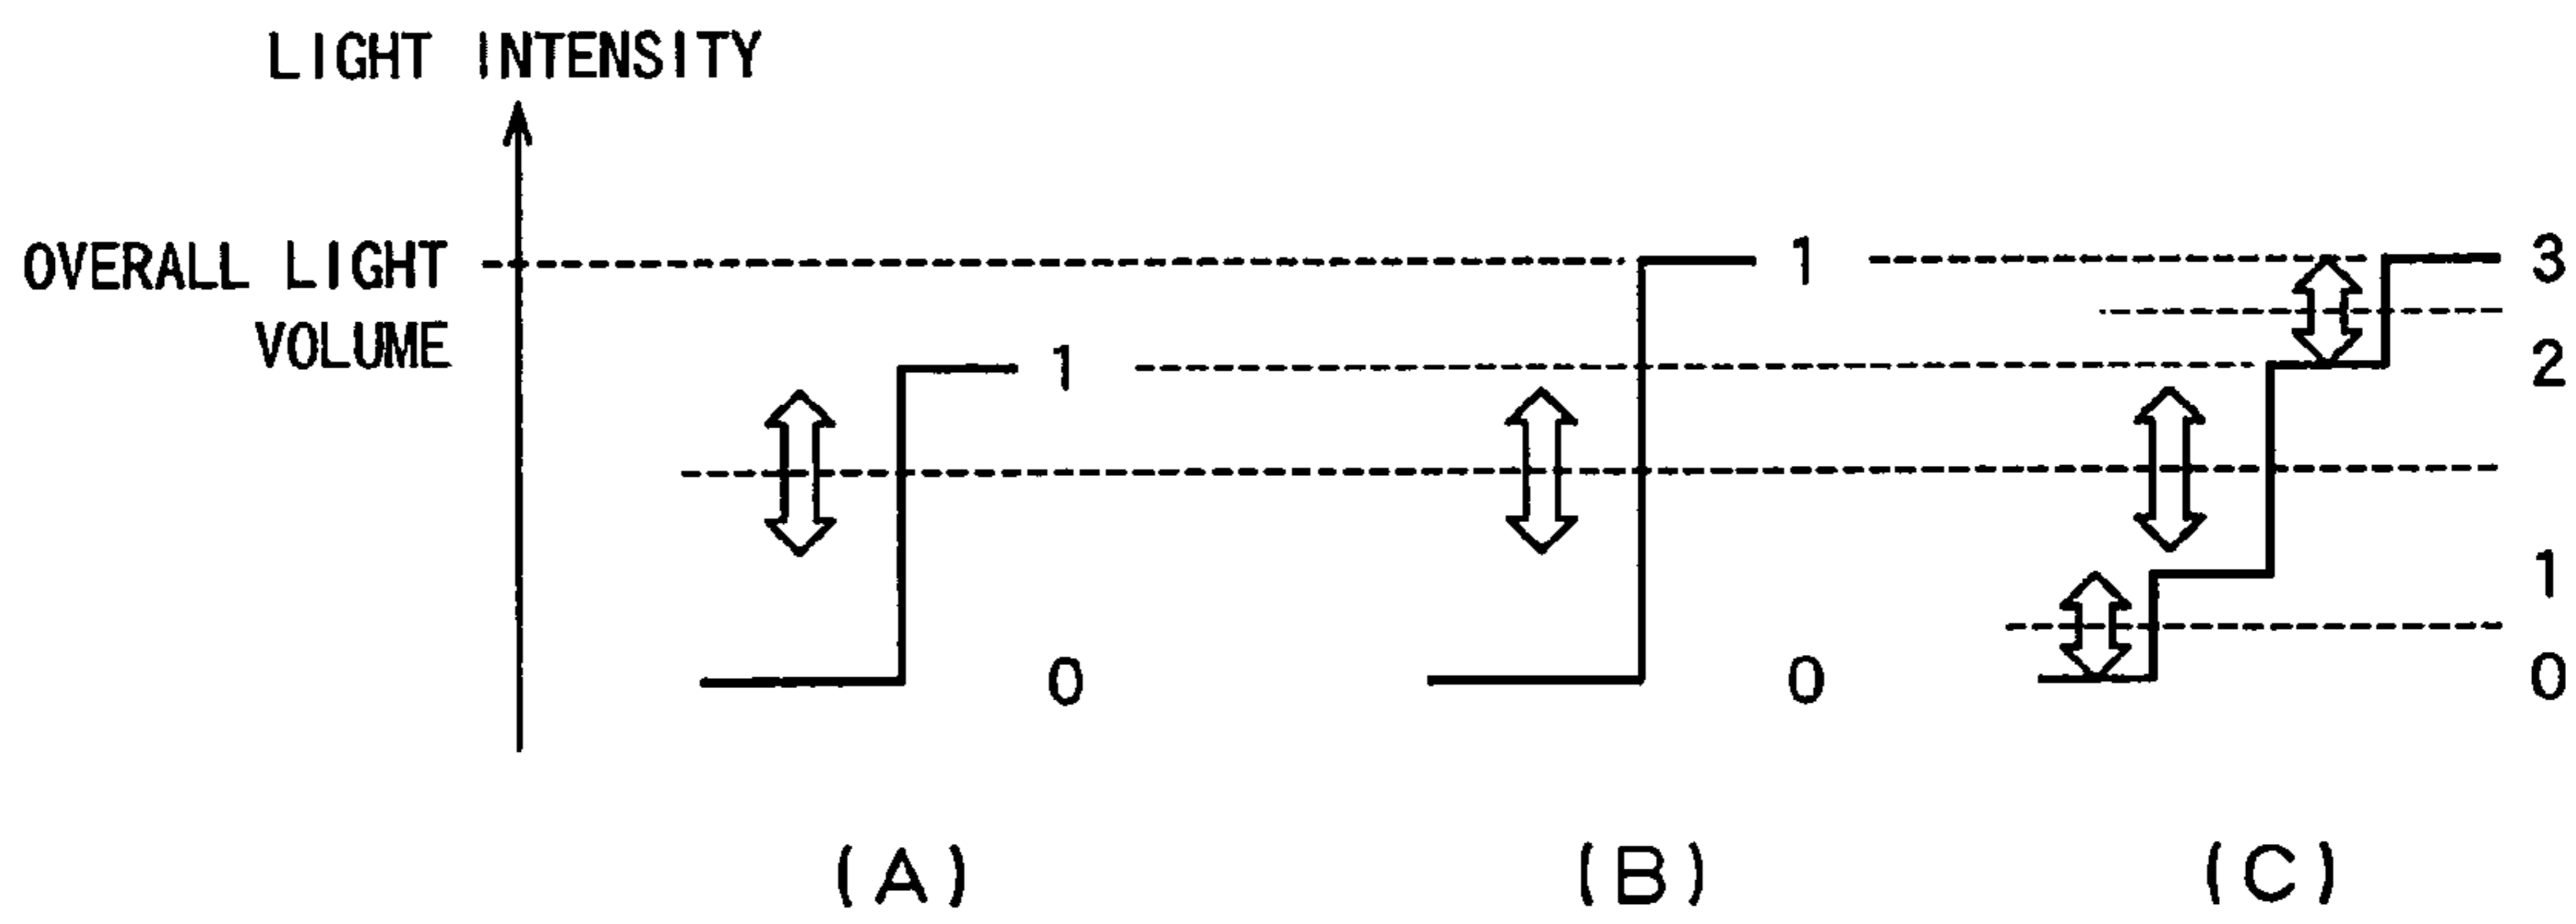 LIGHT INTENSITY
OVERALL LIGHT
VOLUME
1
0
1
0
3
2
1
0
(A)
(B)
(C)